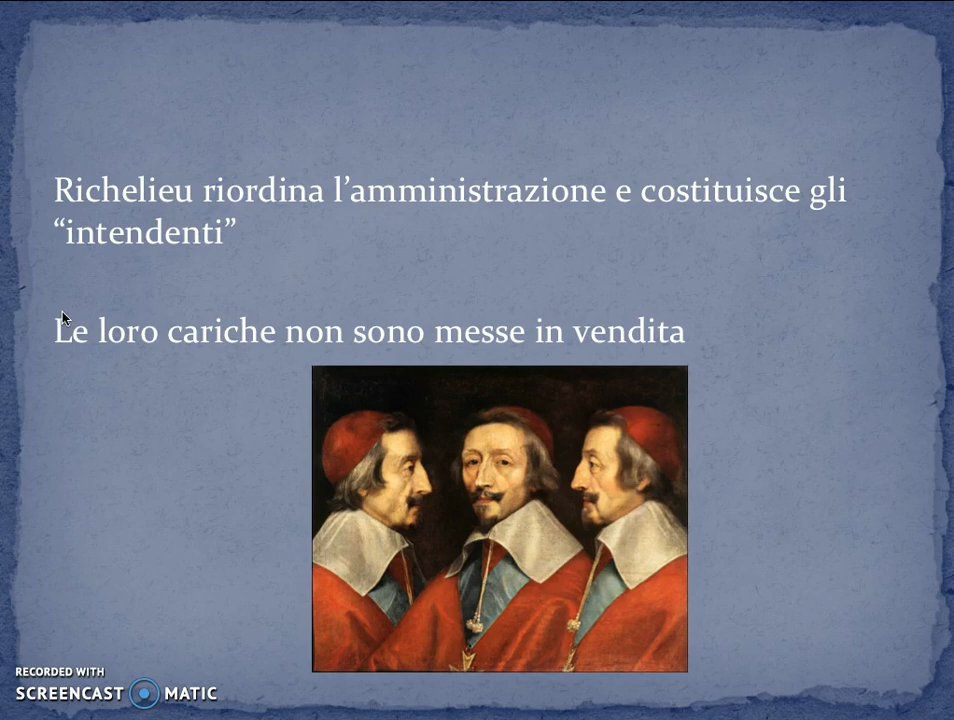 Richelieu riordina l’amministrazione e costituisce gli
“intendenti”
Le loro cariche non sono messe in vendita
RECORDED WITH
SCREENCAST MATIC